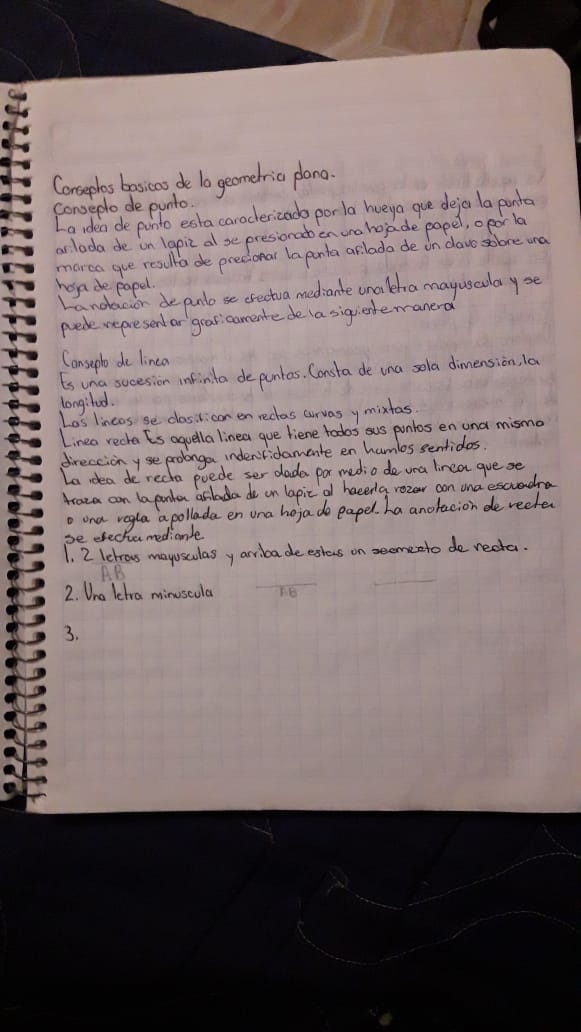 Conseptos basicos de la geometria plana.
Consepto de punto.
La idea de punto esta caracterizado por la hueya que deja la punta
afilada de un lapiz al se presionado en una hoja de papel, o por la
marca que resulta de precionar la punta afilada de un clavo sobre una
hoja de papel.
La notación de punto se efectua mediante una letra mayuscula y se
puede representar graficamente de la siguiente manera
Consepto de linea
Es una sucesión infinita de puntos. Consta de una sola dimensión, la
longitud.
Las lineas se clasifican en rectas curvas y mixtas.
Linea recta Es aquella linea que tiene todos sus puntos en una misma
dirección y se prolonga indenfidamente en humbos sentidos.
La idea de recta puede ser dada por medio de una linea que se
traza con la punta afilada de un lapiz al hacerla rozar con una escuadra
o una regla apollada en una hoja de papel. La anotacion de recta
se efectua mediante
1. 2 letras mayusculas y arriba de estas un segmento de recta.
AB
2. Una letra minuscula
AB
3.